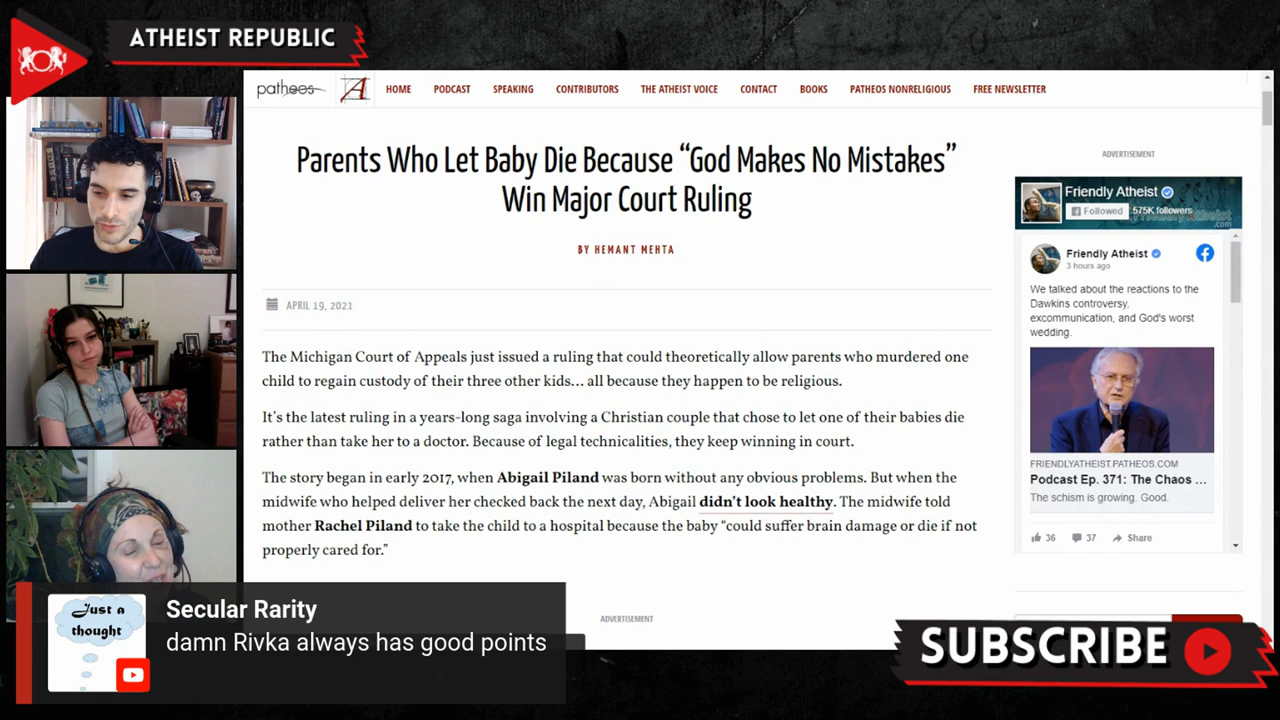 ATHEIST REPUBLIC
patheos
A
HOME
PODCAST
SPEAKING
CONTRIBUTORS
THE ATHEIST VOICE
CONTACT
BOOKS
PATHEOS NONRELIGIOUS
FREE NEWSLETTER
Parents Who Let Baby Die Because “God Makes No Mistakes”
Win Major Court Ruling
BY HEMANT MEHTA
APRIL 19, 2021
The Michigan Court of Appeals just issued a ruling that could theoretically allow parents who murdered one
child to regain custody of their three other kids… all because they happen to be religious.
It’s the latest ruling in a years-long saga involving a Christian couple that chose to let one of their babies die
rather than take her to a doctor. Because of legal technicalities, they keep winning in court.
The story began in early 2017, when Abigail Piland was born without any obvious problems. But when the
midwife who helped deliver her checked back the next day, Abigail didn’t look healthy. The midwife told
mother Rachel Piland to take the child to a hospital because the baby “could suffer brain damage or die if not
properly cared for.”
ADVERTISEMENT
ADVERTISEMENT
Friendly Atheist
Followed
575K followers
Friendly Atheist
3 hours ago
We talked about the reactions to the
Dawkins controversy,
excommunication, and God's worst
wedding.
FRIENDLYATHEIST.PATHEOS.COM
Podcast Ep. 371: The Chaos ...
The schism is growing. Good.
36
37
Share
Just a
thought
Secular Rarity
damn Rivka always has good points
SUBSCRIBE